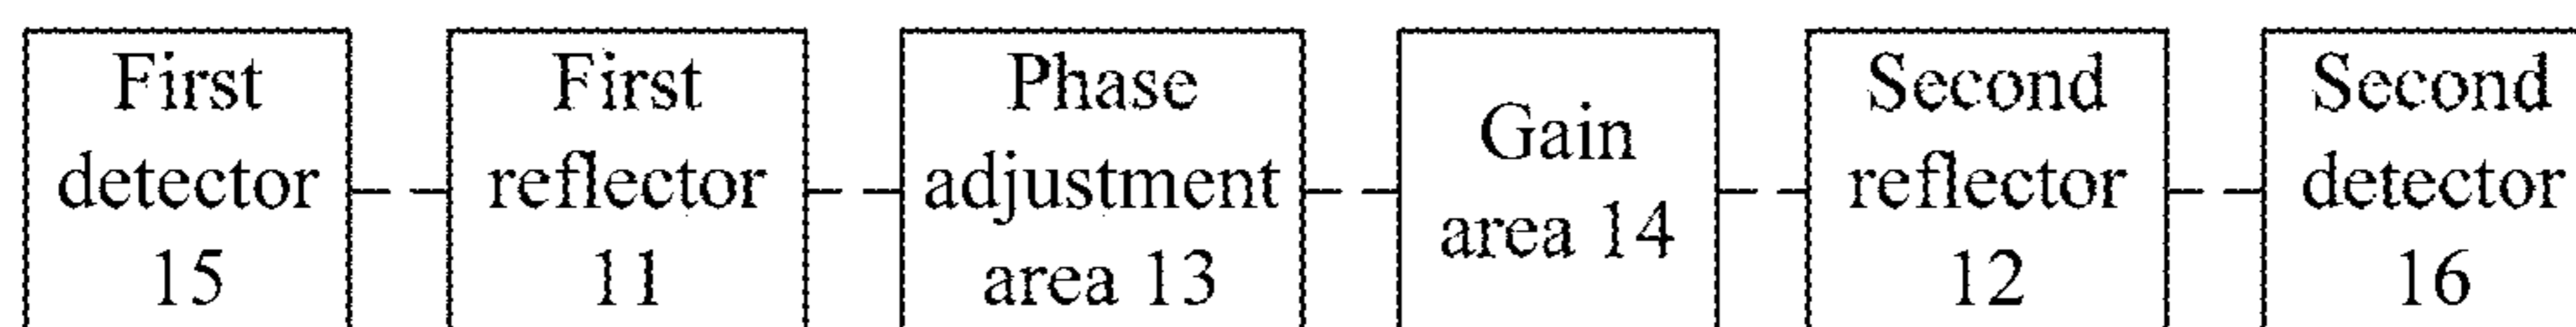 First
detector
15
First
reflector
11
Phase
adjustment
area 13
Gain
area 14
Second
reflector
12
Second
detector
16